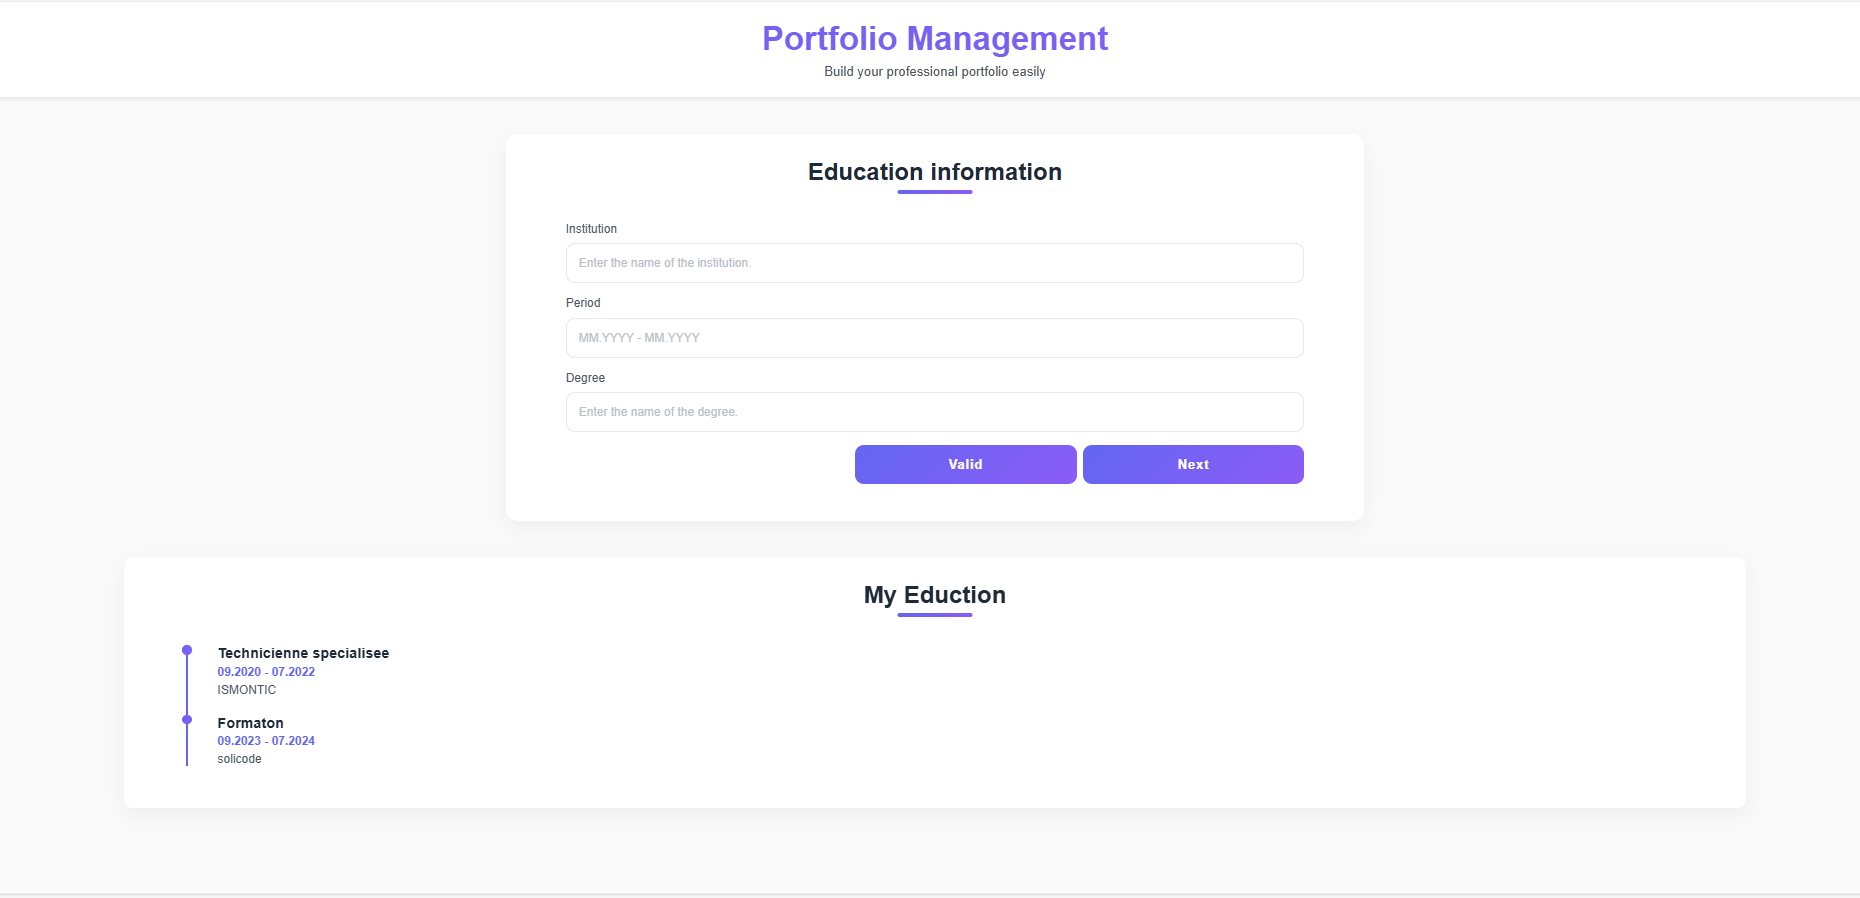 Portfolio Management
Build your professional portfolio easily
Education information
Institution
Enter the name of the institution.
Period
MM.YYYY - MM.YYYY
Degree
Enter the name of the degree.
Valid
Next
My Eduction
Technicienne specialisee
09.2020 - 07.2022
ISMONTIC
Formaton
09.2023 - 07.2024
solicode